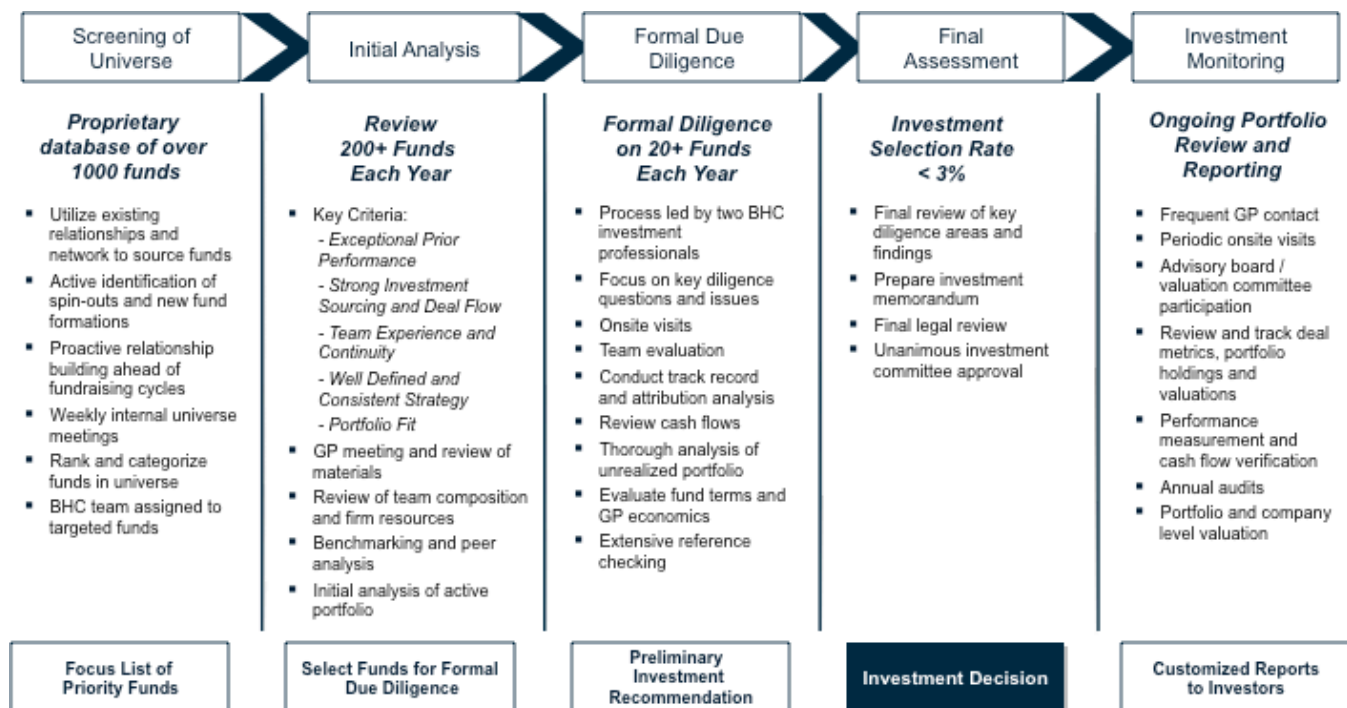 Screening of
Universe
Initial Analysis
Formal Due
Diligence
Final
Assessment
Investment
Monitoring
Proprietary
database of over
1000 funds
▪ Utilize existing
relationships and
network to source funds
▪ Active identification of
spin-outs and new fund
formations
▪ Proactive relationship
building ahead of
fundraising cycles
▪ Weekly internal universe
meetings
▪ Rank and categorize
funds in universe
▪ BHC team assigned to
targeted funds
Focus List of
Priority Funds
Review
200+ Funds
Each Year
▪ Key Criteria:
- Exceptional Prior
Performance
- Strong Investment
Sourcing and Deal Flow
- Team Experience and
Continuity
- Well Defined and
Consistent Strategy
- Portfolio Fit
▪ GP meeting and review of
materials
▪ Review of team composition
and firm resources
▪ Benchmarking and peer
analysis
▪ Initial analysis of active
portfolio
Select Funds for Formal
Due Diligence
Formal Diligence
on 20+ Funds
Each Year
▪ Process led by two BHC
investment
professionals
▪ Focus on key diligence
questions and issues
▪ Onsite visits
▪ Team evaluation
▪ Conduct track record
and attribution analysis
▪ Review cash flows
▪ Thorough analysis of
unrealized portfolio
▪ Evaluate fund terms and
GP economics
▪ Extensive reference
checking
Preliminary
Investment
Recommendation
Investment
Selection Rate
< 3%
▪ Final review of key
diligence areas and
findings
▪ Prepare investment
memorandum
▪ Final legal review
▪ Unanimous investment
committee approval
Investment Decision
Ongoing Portfolio
Review and
Reporting
▪ Frequent GP contact
▪ Periodic onsite visits
▪ Advisory board /
valuation committee
participation
▪ Review and track deal
metrics, portfolio
holdings and
valuations
▪ Performance
measurement and
cash flow verification
▪ Annual audits
▪ Portfolio and company
level valuation
Customized Reports
to Investors